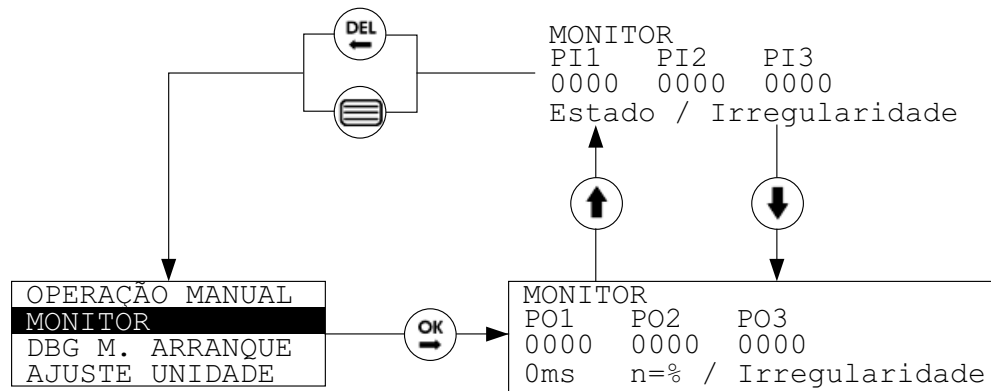 DEL
MONITOR
PI1 PI2 PI3
0000 0000 0000
Estado / Irregularidade
OPERAÇÃO MANUAL
MONITOR
DBG M. ARRANQUE
AJUSTE UNIDADE
OK
MONITOR
PO1 PO2 PO3
0000 0000 0000
0ms n=% / Irregularidade